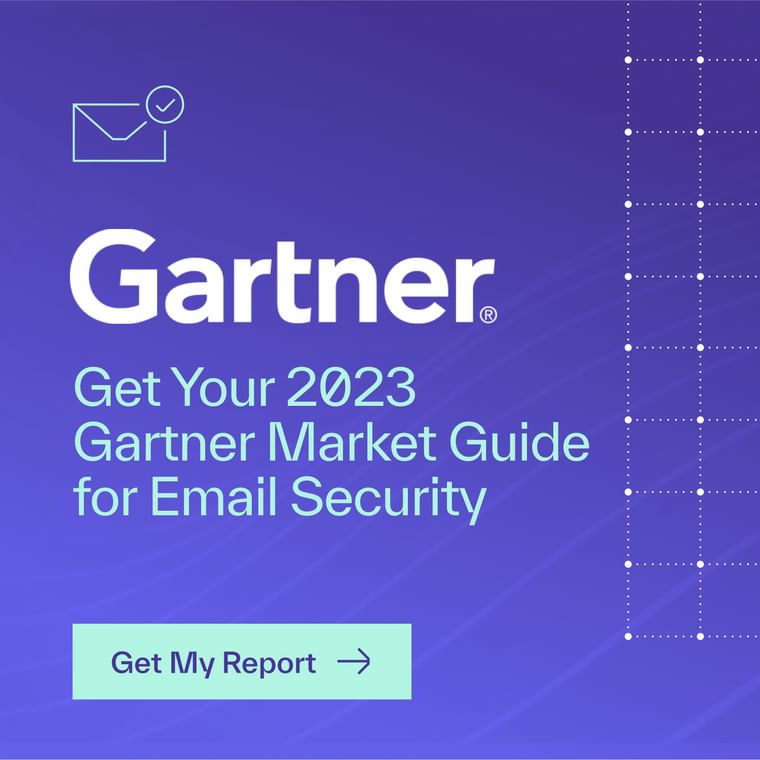 Gartner®
Get Your 2023
Gartner Market Guide
for Email Security
Get My Report